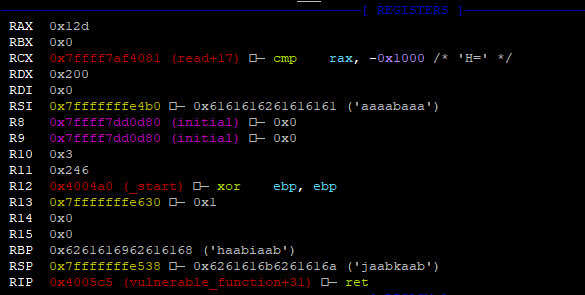 [ REGISTERS ]
RAX 0x12d
RBX 0x0
RCX 0x7ffff7af4081 (read+17) □— cmp rax, -0x1000 /* 'H=' */
RDX 0x200
RDI 0x0
RSI 0x7fffffffe4b0 □— 0x6161616261616161 ('aaaabaaa')
R8 0x7ffff7dd0d80 (initial) □— 0x0
R9 0x7ffff7dd0d80 (initial) □— 0x0
R10 0x3
R11 0x246
R12 0x4004a0 (_start) □— xor ebp, ebp
R13 0x7fffffffe630 □— 0x1
R14 0x0
R15 0x0
RBP 0x6261616962616168 ('haabiaab')
RSP 0x7fffffffe538 □— 0x6261616b6261616a ('jaabkaab')
RIP 0x4005c5 (vulnerable_function+31) □— ret